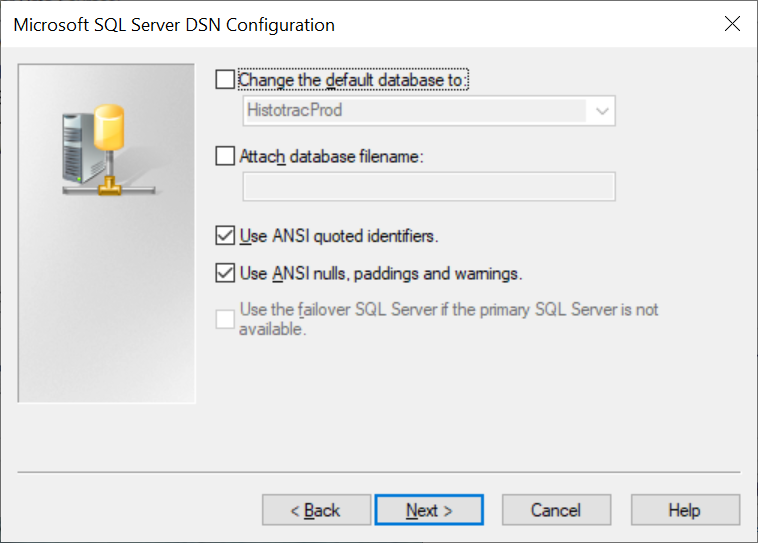 Microsoft SQL Server DSN Configuration
Change the default database to:
HistotracProd
Attach database filename:
Use ANSI quoted identifiers.
Use ANSI nulls, paddings and warnings.
Use the failover SQL Server if the primary SQL Server is not
available.
< Back
Next >
Cancel
Help